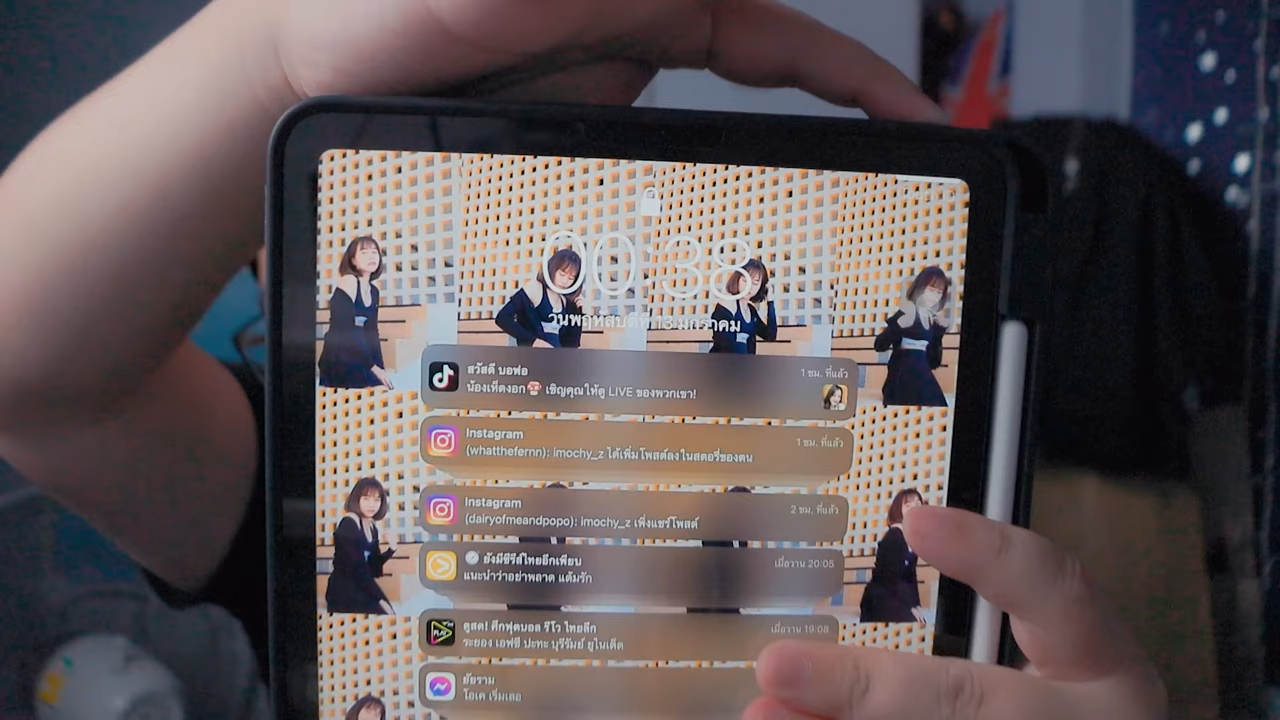 00:38
วันพฤหัสบดีที่ 13 มกราคม
สวัสดี บอฟอ
1 ชม. ที่แล้ว
น้องเห็ดงอก🍄 เชิญคุณให้ดู LIVE ของพวกเขา!
Instagram
1 ชม. ที่แล้ว
(whatthefernn): imochy_z ได้เพิ่มโพสต์ลงในสตอรี่ของตน
Instagram
2 ชม. ที่แล้ว
(dairyofmeandpopo): imochy_z เพิ่งแชร์โพสต์
ยังมีซีรีส์ไทยอีกเพียบ
เมื่อวาน 20:05
แนะนำว่าอย่าพลาด แต้มรัก
ดูสด! ศึกฟุตบอล รีโว ไทยลีก
เมื่อวาน 19:08
ระยอง เอฟซี ปะทะ บุรีรัมย์ ยูไนเต็ด
PLAY
ยัยราม
โอเค เริ่มเลอ